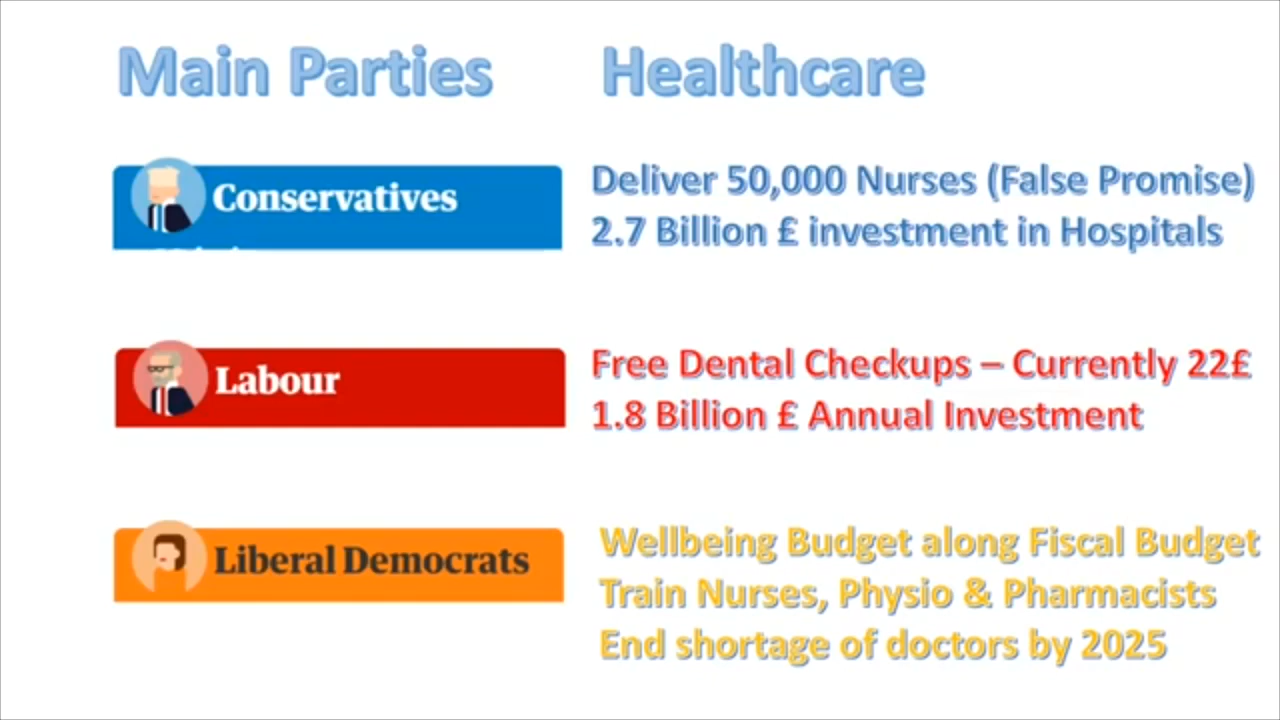 Main Parties Healthcare
Conservatives
Deliver 50,000 Nurses (False Promise)
2.7 Billion £ investment in Hospitals
Labour
Free Dental Checkups – Currently 22£
1.8 Billion £ Annual Investment
Liberal Democrats
Wellbeing Budget along Fiscal Budget
Train Nurses, Physio & Pharmacists
End shortage of doctors by 2025